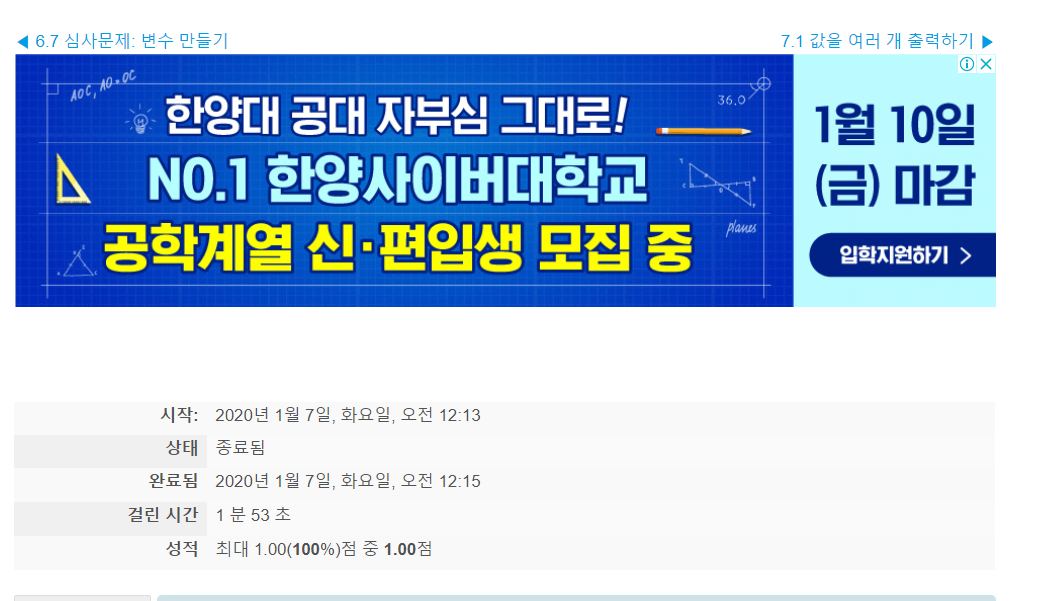 ◀ 6.7 심사문제: 변수 만들기
7.1 값을 여러 개 출력하기 ▶
AOC, AO=OC
36.0
한양대 공대 자부심 그대로!
NO.1 한양사이버대학교
planes
공학계열 신·편입생 모집 중
1월 10일
(금) 마감
입학지원하기 >
시작: 2020년 1월 7일, 화요일, 오전 12:13
상태 종료됨
완료됨 2020년 1월 7일, 화요일, 오전 12:15
걸린 시간 1 분 53 초
성적 최대 1.00(100%)점 중 1.00점